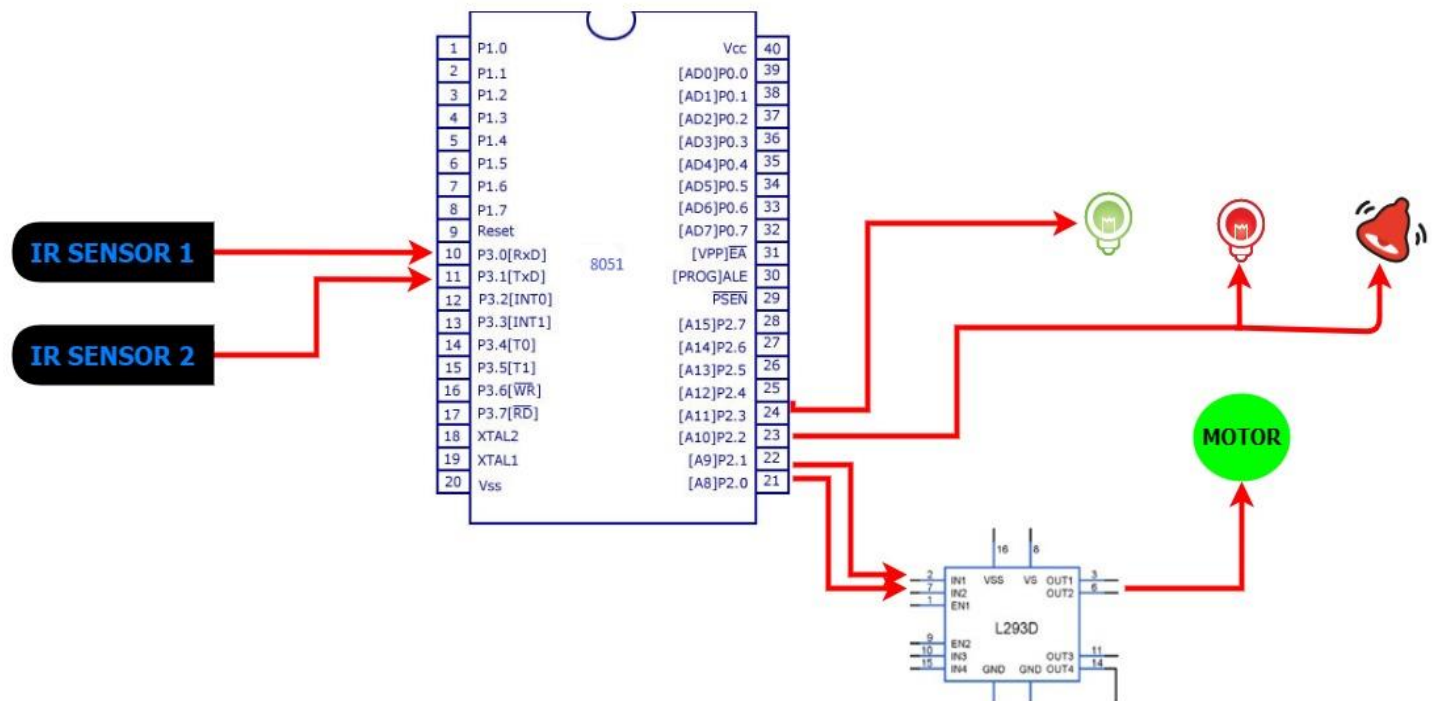 IR SENSOR 1
IR SENSOR 2
8051
1 P1.0
2 P1.1
3 P1.2
4 P1.3
5 P1.4
6 P1.5
7 P1.6
8 P1.7
9 Reset
10 P3.0[RxD]
11 P3.1[TxD]
12 P3.2[INT0]
13 P3.3[INT1]
14 P3.4[T0]
15 P3.5[T1]
16 P3.6[WR]
17 P3.7[RD]
18 XTAL2
19 XTAL1
20 Vss
Vcc 40
[AD0]P0.0 39
[AD1]P0.1 38
[AD2]P0.2 37
[AD3]P0.3 36
[AD4]P0.4 35
[AD5]P0.5 34
[AD6]P0.6 33
[AD7]P0.7 32
[VPP]EA 31
[PROG]ALE 30
PSEN 29
[A15]P2.7 28
[A14]P2.6 27
[A13]P2.5 26
[A12]P2.4 25
[A11]P2.3 24
[A10]P2.2 23
[A9]P2.1 22
[A8]P2.0 21
MOTOR
16 8
VSS VS
2 IN1
7 IN2
1 EN1
9 EN2
10 IN3
15 IN4
L293D
OUT1 3
OUT2 6
OUT3 11
OUT4 14
GND GND